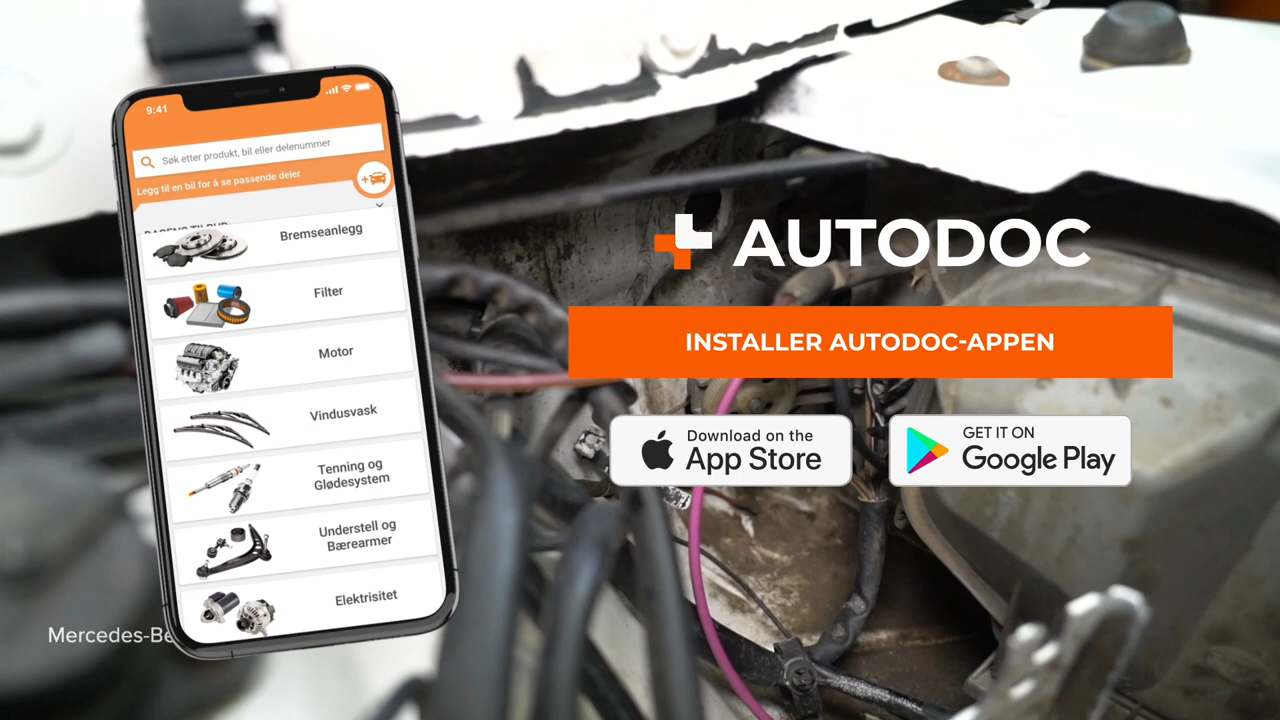 9:41
Søk etter produkt, bil eller delenummer
Legg til en bil for å se passende deler
Bremseanlegg
Filter
Motor
Vindusvask
Tenning og
Glødesystem
Understell og
Bærearmer
Elektrisitet
Mercedes-Be
AUTODOC
INSTALLER AUTODOC-APPEN
Download on the
App Store
GET IT ON
Google Play